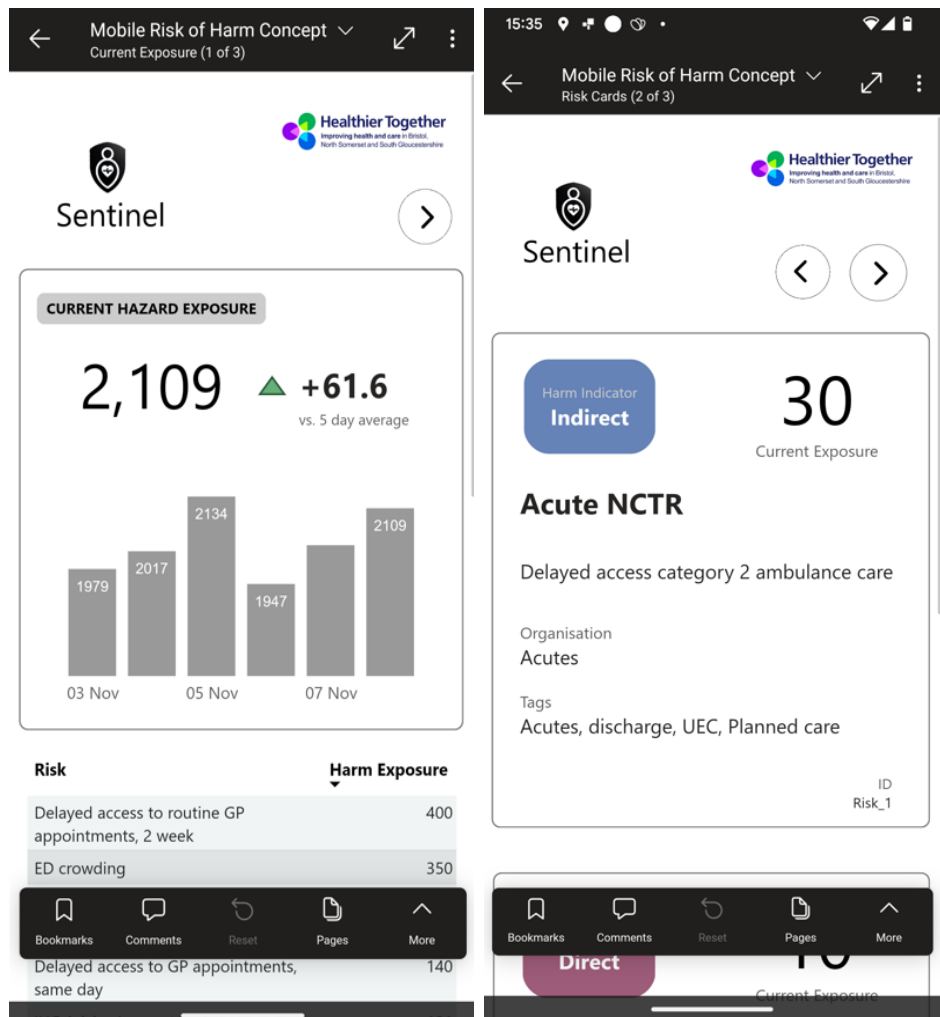 Mobile Risk of Harm Concept
Current Exposure (1 of 3)
Healthier Together
Improving health and care in Bristol,
North Somerset and South Gloucestershire
Sentinel
CURRENT HAZARD EXPOSURE
2,109
+61.6
vs. 5 day average
2134
2109
2017
1979
1947
03 Nov
05 Nov
07 Nov
Risk
Harm Exposure
Delayed access to routine GP
appointments, 2 week
400
ED crowding
350
Bookmarks
Comments
Reset
Pages
More
Delayed access to GP appointments,
same day
140
15:35
Mobile Risk of Harm Concept
Risk Cards (2 of 3)
Healthier Together
Improving health and care in Bristol,
North Somerset and South Gloucestershire
Sentinel
Harm Indicator
Indirect
30
Current Exposure
Acute NCTR
Delayed access category 2 ambulance care
Organisation
Acutes
Tags
Acutes, discharge, UEC, Planned care
ID
Risk_1
Bookmarks
Comments
Reset
Pages
More
Direct
Current Exposure